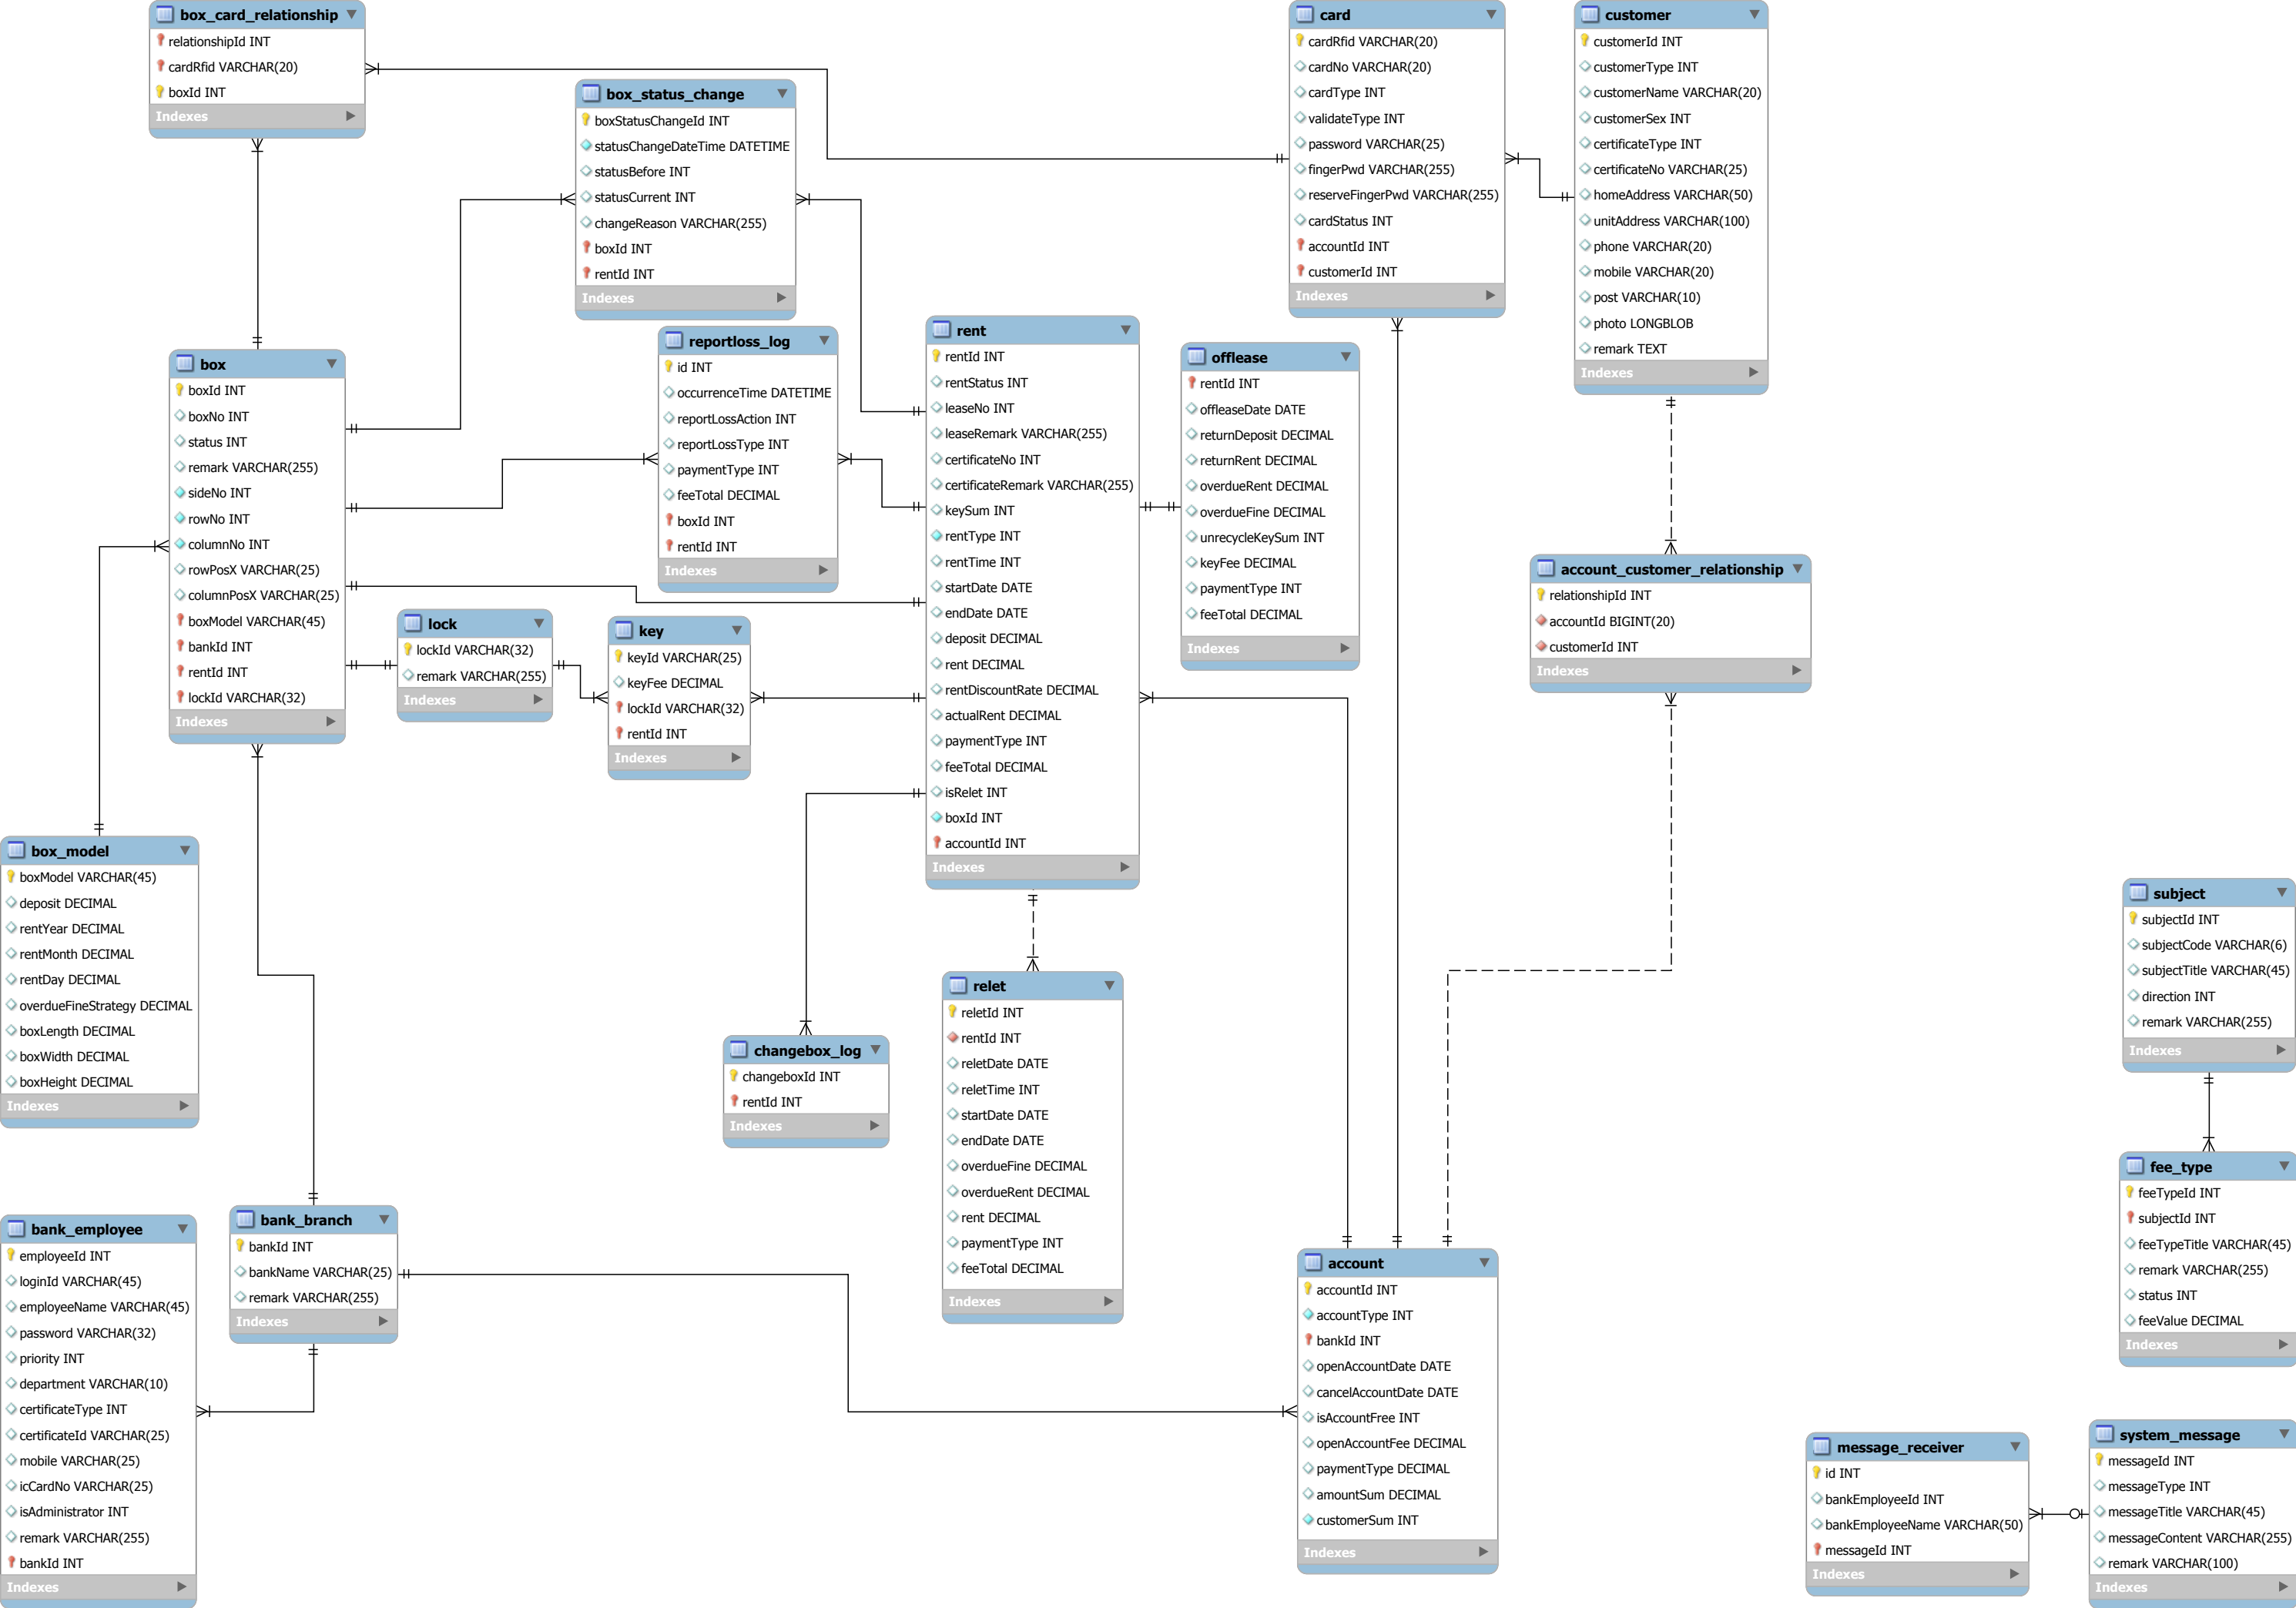 box_card_relationship
relationshipId INT
cardRfid VARCHAR(20)
boxId INT
Indexes
box_status_change
boxStatusChangeId INT
statusChangeDateTime DATETIME
statusBefore INT
statusCurrent INT
changeReason VARCHAR(255)
boxId INT
rentId INT
Indexes
card
cardRfid VARCHAR(20)
cardNo VARCHAR(20)
cardType INT
validateType INT
password VARCHAR(25)
fingerPwd VARCHAR(255)
reserveFingerPwd VARCHAR(255)
cardStatus INT
accountId INT
customerId INT
Indexes
customer
customerId INT
customerType INT
customerName VARCHAR(20)
customerSex INT
certificateType INT
certificateNo VARCHAR(25)
homeAddress VARCHAR(50)
unitAddress VARCHAR(100)
phone VARCHAR(20)
mobile VARCHAR(20)
post VARCHAR(10)
photo LONGBLOB
remark TEXT
Indexes
box
boxId INT
boxNo INT
status INT
remark VARCHAR(255)
sideNo INT
rowNo INT
columnNo INT
rowPosX VARCHAR(25)
columnPosX VARCHAR(25)
boxModel VARCHAR(45)
bankId INT
rentId INT
lockId VARCHAR(32)
Indexes
reportloss_log
id INT
occurrenceTime DATETIME
reportLossAction INT
reportLossType INT
paymentType INT
feeTotal DECIMAL
boxId INT
rentId INT
Indexes
rent
rentId INT
rentStatus INT
leaseNo INT
leaseRemark VARCHAR(255)
certificateNo INT
certificateRemark VARCHAR(255)
keySum INT
rentType INT
rentTime INT
startDate DATE
endDate DATE
deposit DECIMAL
rent DECIMAL
rentDiscountRate DECIMAL
actualRent DECIMAL
paymentType INT
feeTotal DECIMAL
isRelet INT
boxId INT
accountId INT
Indexes
offlease
rentId INT
offleaseDate DATE
returnDeposit DECIMAL
returnRent DECIMAL
overdueRent DECIMAL
overdueFine DECIMAL
unrecycleKeySum INT
keyFee DECIMAL
paymentType INT
feeTotal DECIMAL
Indexes
account_customer_relationship
relationshipId INT
accountId BIGINT(20)
customerId INT
Indexes
lock
lockId VARCHAR(32)
remark VARCHAR(255)
Indexes
key
keyId VARCHAR(25)
keyFee DECIMAL
lockId VARCHAR(32)
rentId INT
Indexes
box_model
boxModel VARCHAR(45)
deposit DECIMAL
rentYear DECIMAL
rentMonth DECIMAL
rentDay DECIMAL
overdueFineStrategy DECIMAL
boxLength DECIMAL
boxWidth DECIMAL
boxHeight DECIMAL
Indexes
changebox_log
changeboxId INT
rentId INT
Indexes
relet
reletId INT
rentId INT
reletDate DATE
reletTime INT
startDate DATE
endDate DATE
overdueFine DECIMAL
overdueRent DECIMAL
rent DECIMAL
paymentType INT
feeTotal DECIMAL
Indexes
subject
subjectId INT
subjectCode VARCHAR(6)
subjectTitle VARCHAR(45)
direction INT
remark VARCHAR(255)
Indexes
fee_type
feeTypeId INT
subjectId INT
feeTypeTitle VARCHAR(45)
remark VARCHAR(255)
status INT
feeValue DECIMAL
Indexes
bank_employee
employeeId INT
loginId VARCHAR(45)
employeeName VARCHAR(45)
password VARCHAR(32)
priority INT
department VARCHAR(10)
certificateType INT
certificateId VARCHAR(25)
mobile VARCHAR(25)
icCardNo VARCHAR(25)
isAdministrator INT
remark VARCHAR(255)
bankId INT
Indexes
bank_branch
bankId INT
bankName VARCHAR(25)
remark VARCHAR(255)
Indexes
account
accountId INT
accountType INT
bankId INT
openAccountDate DATE
cancelAccountDate DATE
isAccountFree INT
openAccountFee DECIMAL
paymentType DECIMAL
amountSum DECIMAL
customerSum INT
Indexes
message_receiver
id INT
bankEmployeeId INT
bankEmployeeName VARCHAR(50)
messageId INT
Indexes
system_message
messageId INT
messageType INT
messageTitle VARCHAR(45)
messageContent VARCHAR(255)
remark VARCHAR(100)
Indexes